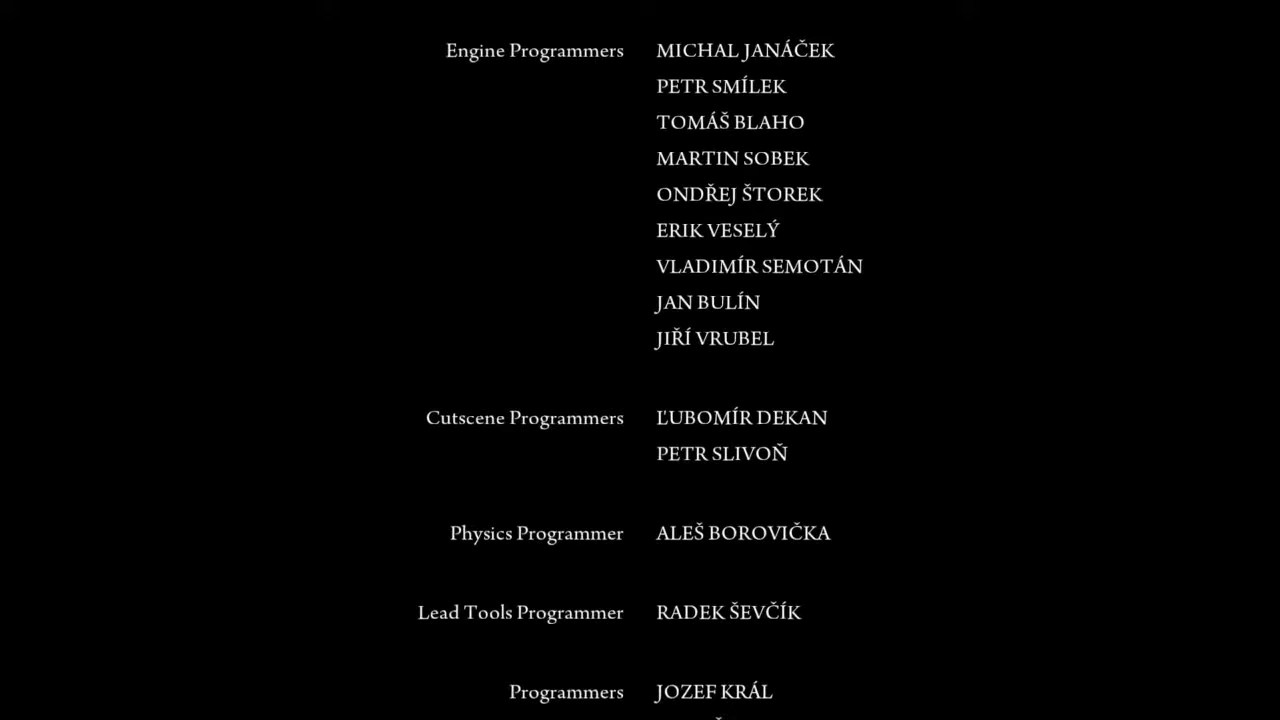 Engine Programmers MICHAL JANÁČEK
PETR SMÍLEK
TOMÁŠ BLAHO
MARTIN SOBEK
ONDŘEJ ŠTOREK
ERIK VESELÝ
VLADIMÍR SEMOTÁN
JAN BULÍN
JIŘÍ VRUBEL
Cutscene Programmers ĽUBOMÍR DEKAN
PETR SLIVOŇ
Physics Programmer ALEŠ BOROVIČKA
Lead Tools Programmer RADEK ŠEVČÍK
Programmers JOZEF KRÁL